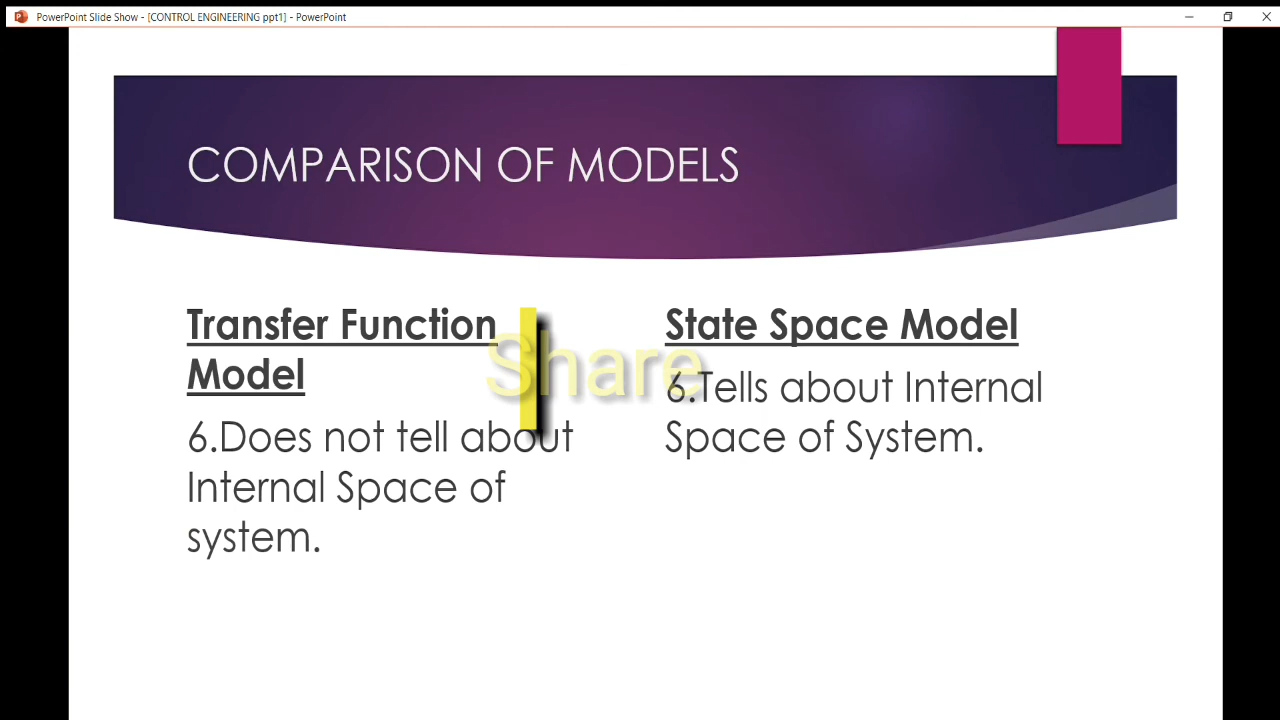 PowerPoint Slide Show - [CONTROL ENGINEERING ppt1] - PowerPoint
COMPARISON OF MODELS
Transfer Function
Model
6.Does not tell about
Internal Space of
system.
State Space Model
6.Tells about Internal
Space of System.
Share